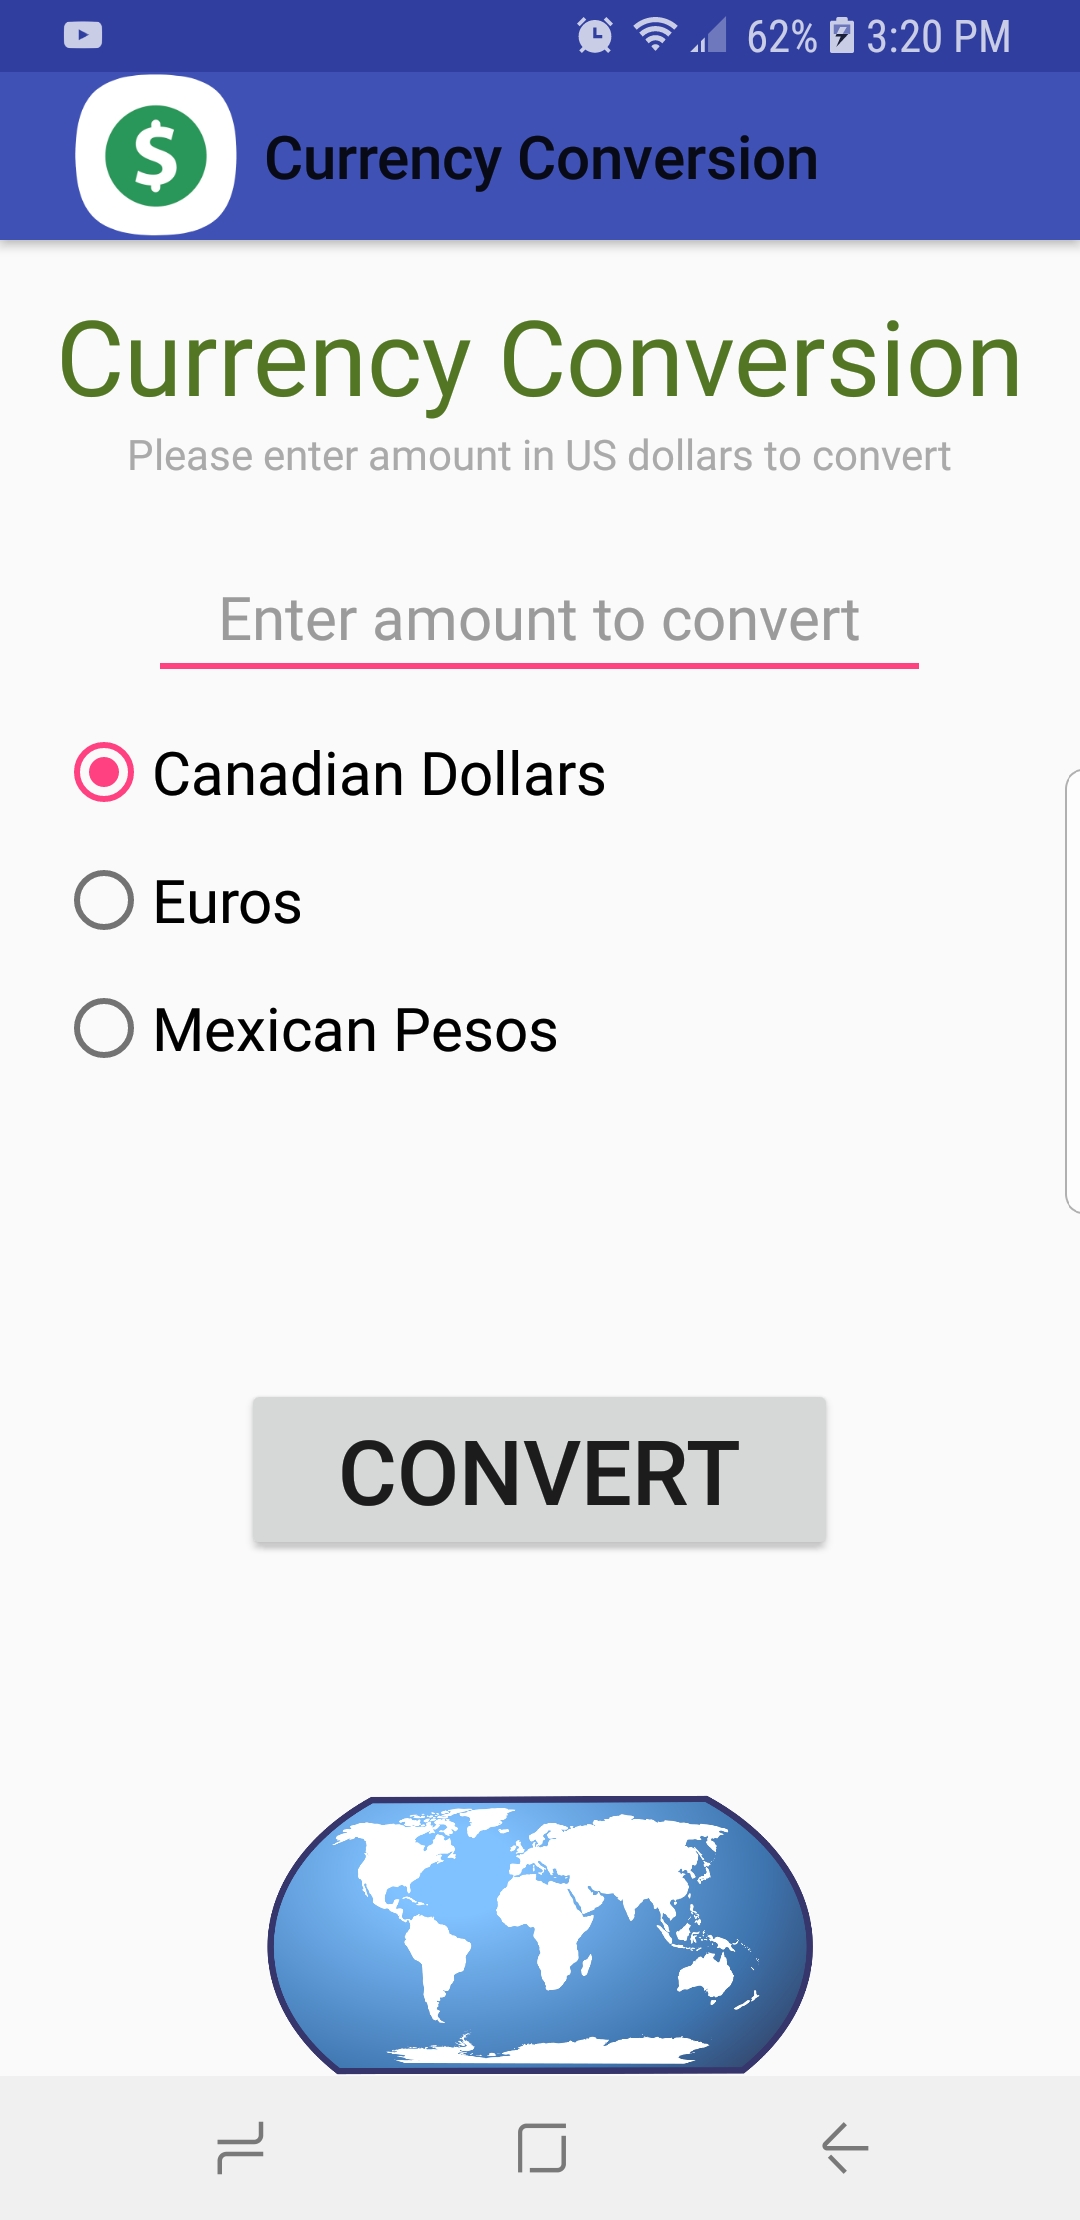 62% 3:20 PM
$ Currency Conversion
Currency Conversion
Please enter amount in US dollars to convert
Enter amount to convert
Canadian Dollars
Euros
Mexican Pesos
CONVERT